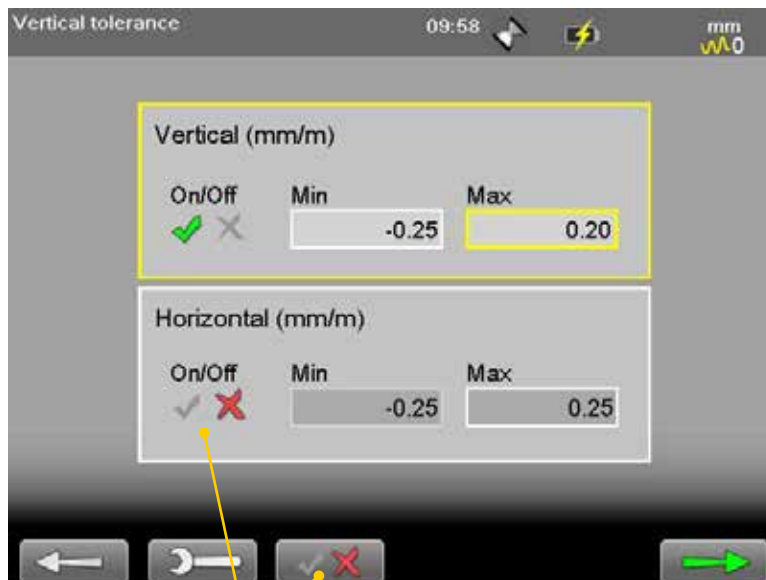 Vertical tolerance 09:58 mm
0
Vertical (mm/m)
On/Off Min Max
-0.25 0.20
Horizontal (mm/m)
On/Off Min Max
-0.25 0.25